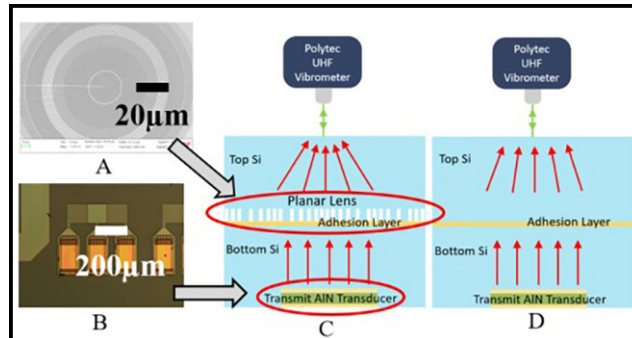 20µm
A
200µm
B
Polytec
UHF
Vibrometer
Top Si
Planar Lens
Adhesion Layer
Bottom Si
Transmit AlN Transducer
C
Polytec
UHF
Vibrometer
Top Si
Adhesion Layer
Bottom Si
Transmit AlN Transducer
D